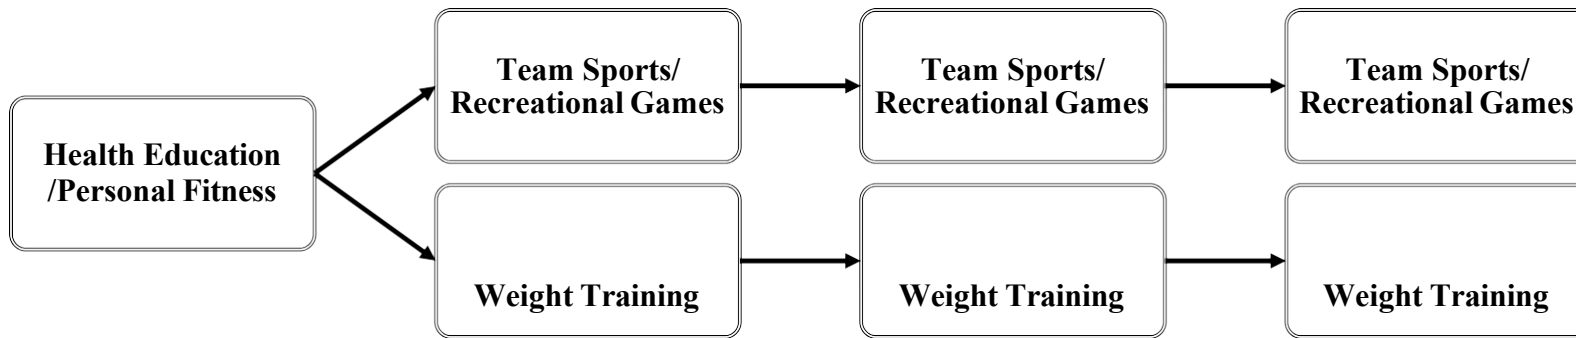 Health Education
/Personal Fitness
Team Sports/
Recreational Games
Team Sports/
Recreational Games
Team Sports/
Recreational Games
Weight Training
Weight Training
Weight Training